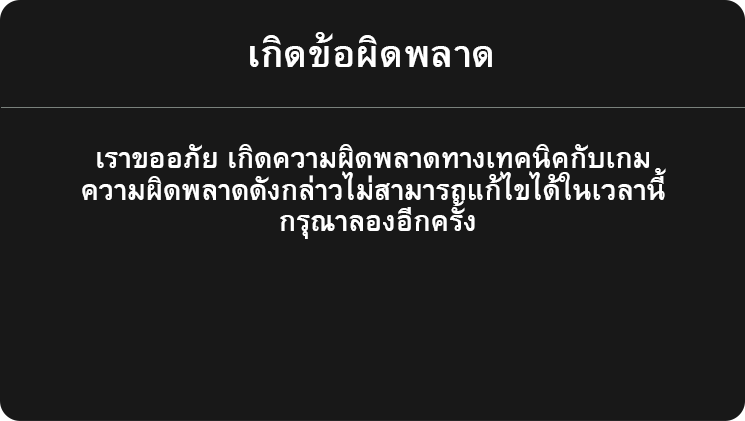 เกิดข้อผิดพลาด
เราขออภัย เกิดความผิดพลาดทางเทคนิคกับเกม
ความผิดพลาดดังกล่าวไม่สามารถแก้ไขได้ในเวลานี้
กรุณาลองอีกครั้ง